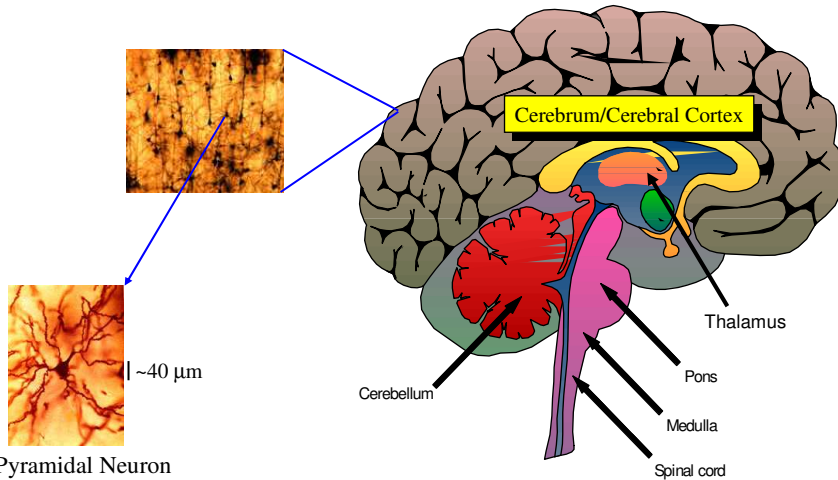 Cerebrum/Cerebral Cortex
Thalamus
~40 μm
Pons
Cerebellum
Medulla
Pyramidal Neuron
Spinal cord